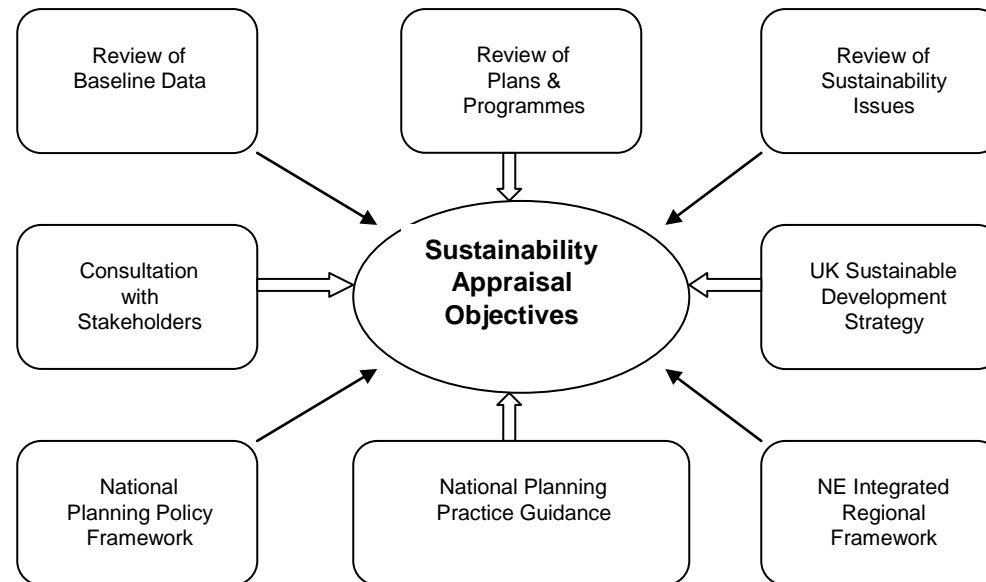 Review of
Baseline Data
Review of
Plans &
Programmes
Review of
Sustainability
Issues
Consultation
with
Stakeholders
Sustainability
Appraisal
Objectives
UK Sustainable
Development
Strategy
National
Planning Policy
Framework
National Planning
Practice Guidance
NE Integrated
Regional
Framework